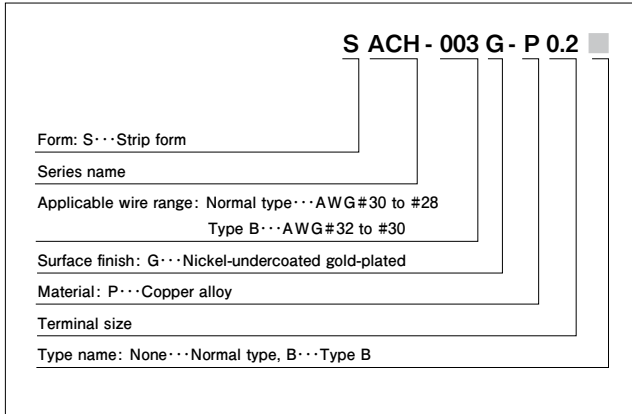 S ACH - 003 G - P 0.2
Form: S･･･Strip form
Series name
Applicable wire range: Normal type･･･AWG#30 to #28
Type B･･･AWG#32 to #30
Surface finish: G･･･Nickel-undercoated gold-plated
Material: P･･･Copper alloy
Terminal size
Type name: None･･･Normal type, B･･･Type B